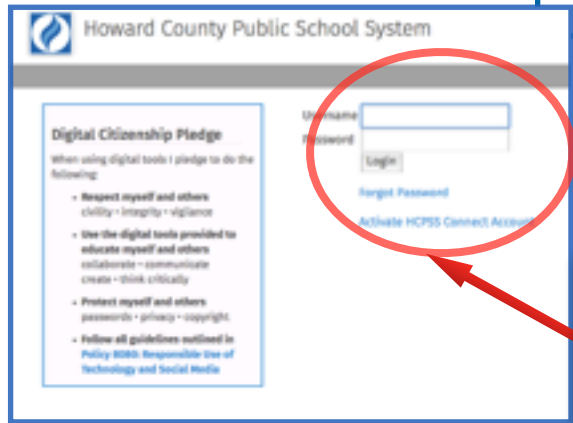 Howard County Public School System
Digital Citizenship Pledge
When using digital tools I pledge to do the
following:
• Respect myself and others
civility • integrity • vigilance
• Use the digital tools provided to
educate myself and others
collaborate • communicate
create • think critically
• Protect myself and others
passwords • privacy • copyright
• Follow all guidelines outlined in
Policy 8080: Responsible Use of
Technology and Social Media
Username
Password
Login
Forgot Password
Activate HCPSS Connect Account